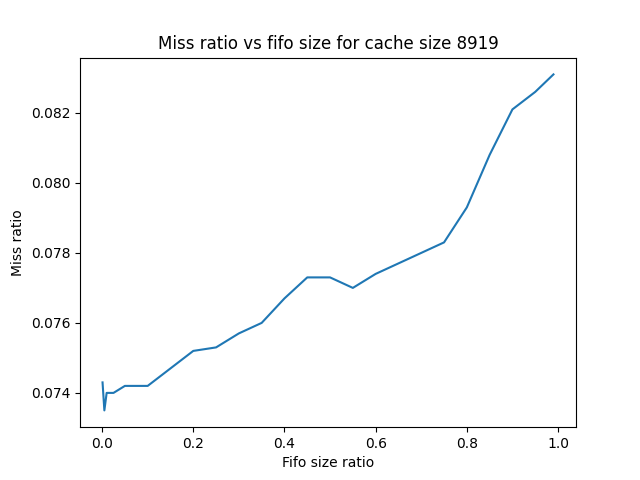 Miss ratio vs fifo size for cache size 8919
0.082
0.080
0.078
0.076
0.074
Miss ratio
0.0 0.2 0.4 0.6 0.8 1.0
Fifo size ratio